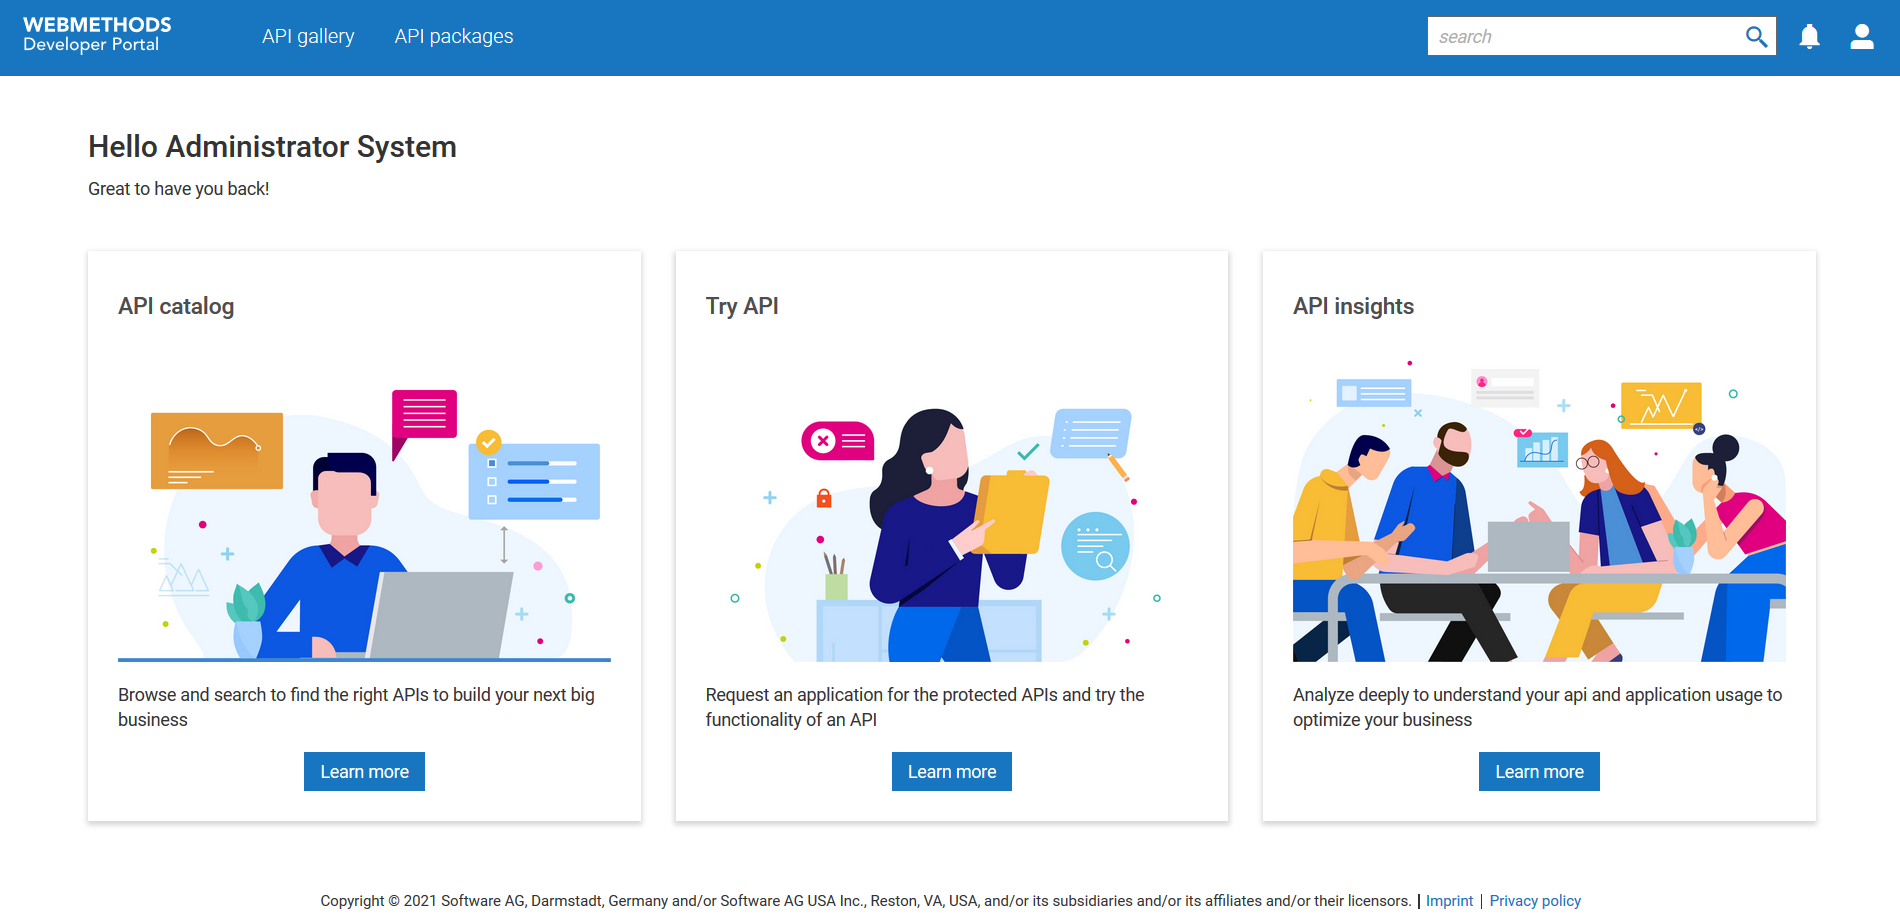 WEBMETHODS
Developer Portal
API gallery
API packages
search
Hello Administrator System
Great to have you back!
API catalog
Browse and search to find the right APIs to build your next big
business
Learn more
Try API
Request an application for the protected APIs and try the
functionality of an API
Learn more
API insights
Analyze deeply to understand your api and application usage to
optimize your business
Learn more
Copyright © 2021 Software AG, Darmstadt, Germany and/or Software AG USA Inc., Reston, VA, USA, and/or its subsidiaries and/or its affiliates and/or their licensors. | Imprint | Privacy policy